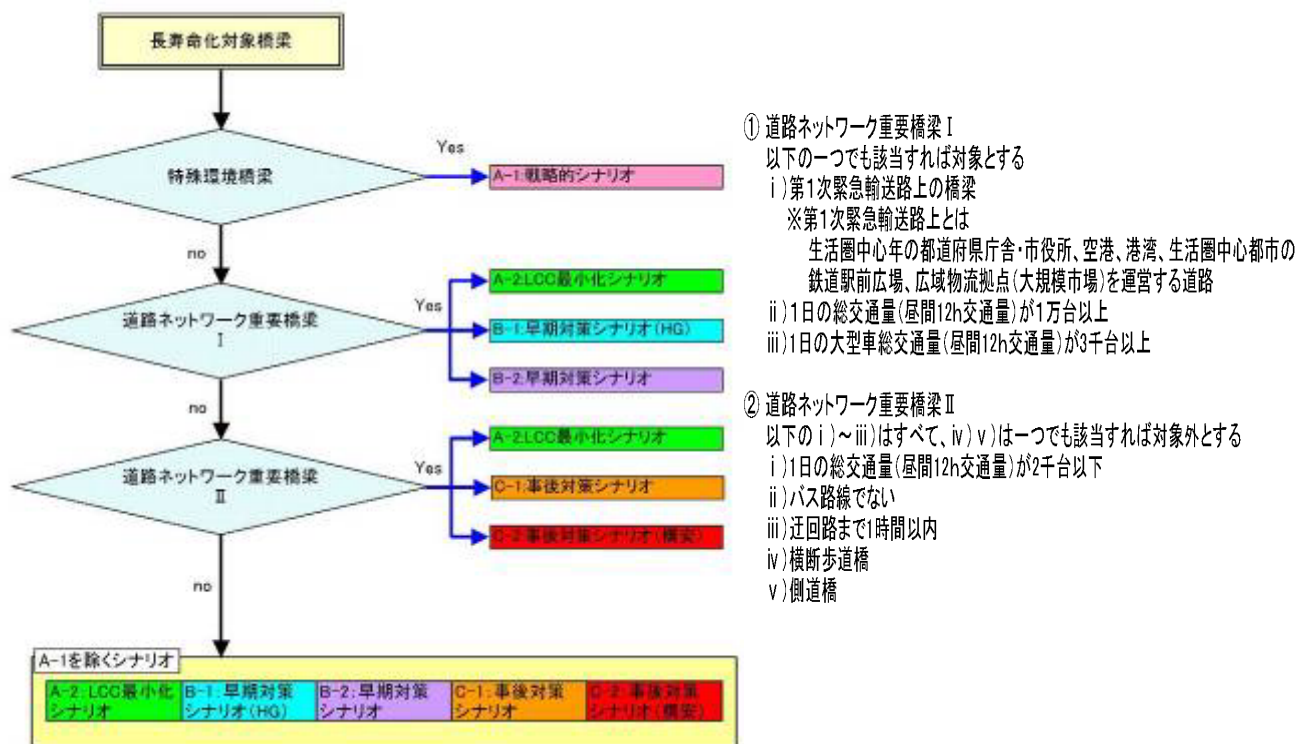 長寿命化対象橋梁
特殊環境橋梁
Yes
A-1:戦略的シナリオ
no
道路ネットワーク重要橋梁
Ⅰ
Yes
A-2:LCC最小化シナリオ
B-1:早期対策シナリオ(HG)
B-2:早期対策シナリオ
no
道路ネットワーク重要橋梁
Ⅱ
Yes
A-2:LCC最小化シナリオ
C-1:事後対策シナリオ
C-2:事後対策シナリオ(構安)
no
A-1を除くシナリオ
A-2:LCC最小化
シナリオ
B-1:早期対策
シナリオ(HG)
B-2:早期対策
シナリオ
C-1:事後対策
シナリオ
C-2:事後対策
シナリオ(構安)
① 道路ネットワーク重要橋梁Ⅰ
以下の一つでも該当すれば対象とする
ⅰ)第1次緊急輸送路上の橋梁
※第1次緊急輸送路上とは
生活圏中心年の都道府県庁舎・市役所、空港、港湾、生活圏中心都市の
鉄道駅前広場、広域物流拠点(大規模市場)を運営する道路
ⅱ)1日の総交通量(昼間12h交通量)が1万台以上
ⅲ)1日の大型車総交通量(昼間12h交通量)が3千台以上
② 道路ネットワーク重要橋梁Ⅱ
以下のⅰ)~ⅲ)はすべて、ⅳ)ⅴ)は一つでも該当すれば対象外とする
ⅰ)1日の総交通量(昼間12h交通量)が2千台以下
ⅱ)バス路線でない
ⅲ)迂回路まで1時間以内
ⅳ)横断歩道橋
ⅴ)側道橋